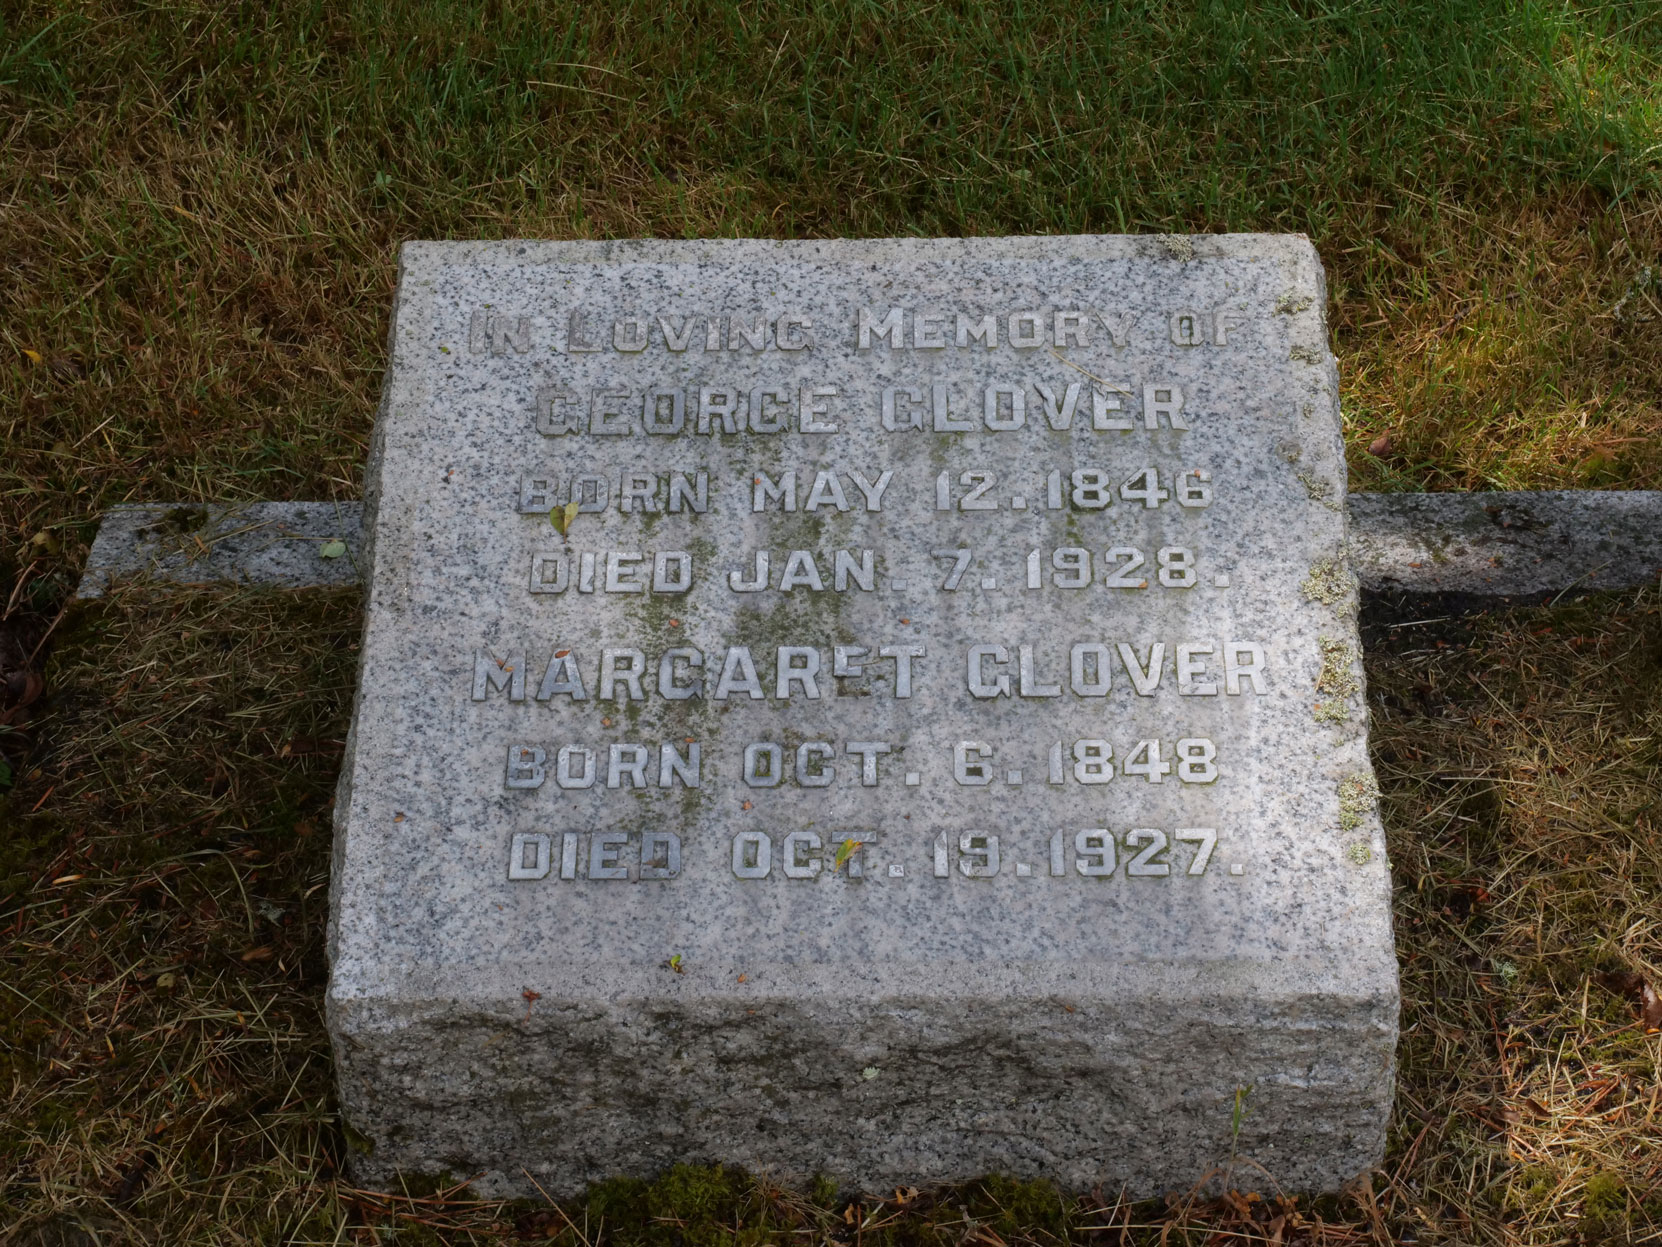 In Loving Memory of
GEORGE GLOVER
BORN MAY 12. 1846
DIED JAN. 7. 1928.
MARGARET GLOVER
BORN OCT. 6. 1848
DIED OCT. 19. 1927.